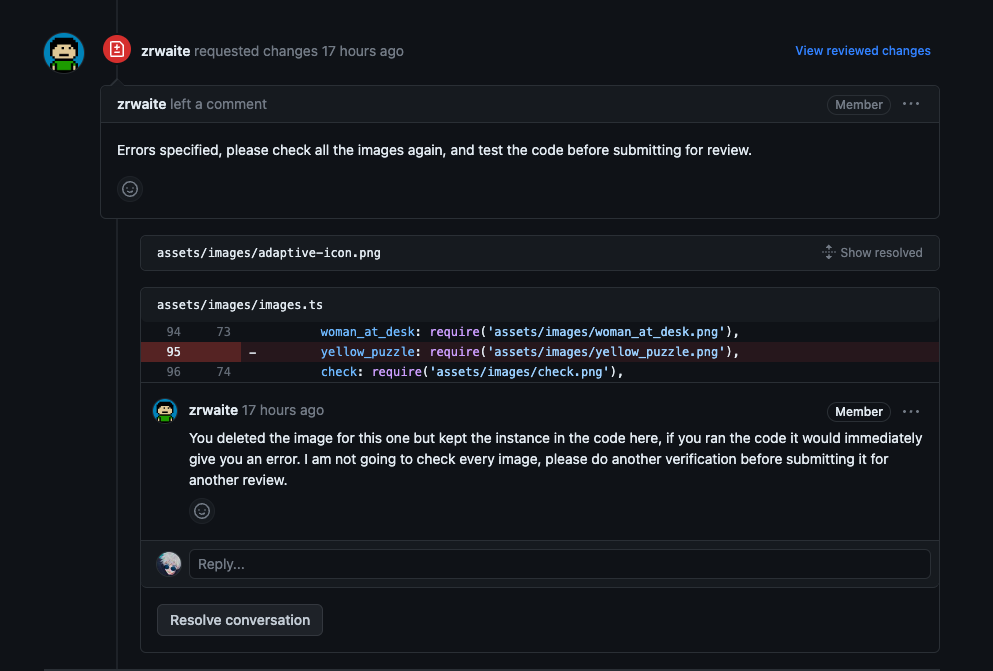 zrwaite requested changes 17 hours ago
View reviewed changes
zrwaite left a comment
Member
Errors specified, please check all the images again, and test the code before submitting for review.
assets/images/adaptive-icon.png
Show resolved
assets/images/images.ts
94 73 woman_at_desk: require('assets/images/woman_at_desk.png'),
95 - yellow_puzzle: require('assets/images/yellow_puzzle.png'),
96 74 check: require('assets/images/check.png'),
zrwaite 17 hours ago
Member
You deleted the image for this one but kept the instance in the code here, if you ran the code it would immediately
give you an error. I am not going to check every image, please do another verification before submitting it for
another review.
Reply...
Resolve conversation